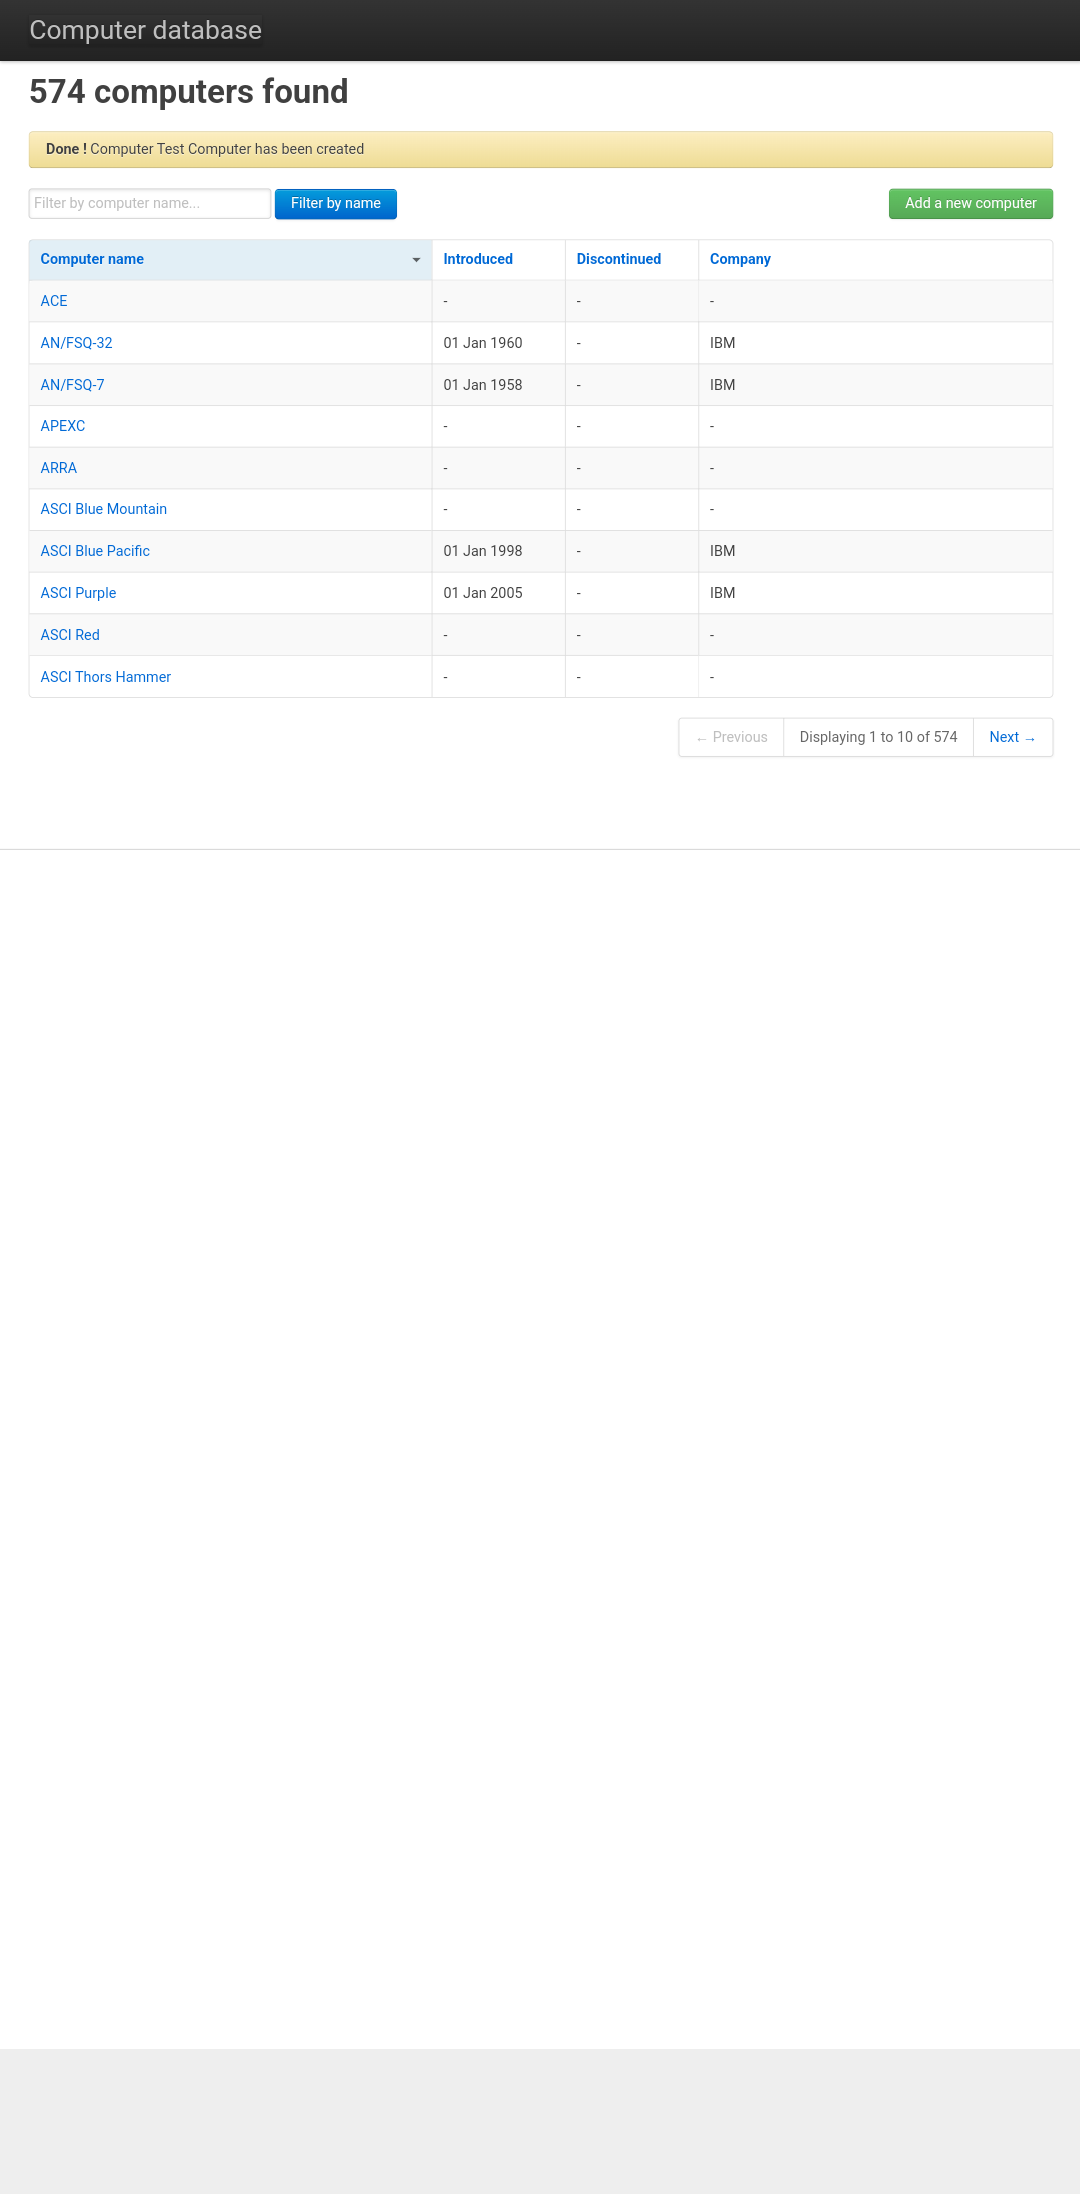 Computer database
574 computers found
Done ! Computer Test Computer has been created
Filter by computer name... Filter by name Add a new computer
Computer name Introduced Discontinued Company
ACE - - -
AN/FSQ-32 01 Jan 1960 - IBM
AN/FSQ-7 01 Jan 1958 - IBM
APEXC - - -
ARRA - - -
ASCI Blue Mountain - - -
ASCI Blue Pacific 01 Jan 1998 - IBM
ASCI Purple 01 Jan 2005 - IBM
ASCI Red - - -
ASCI Thors Hammer - - -
← Previous Displaying 1 to 10 of 574 Next →